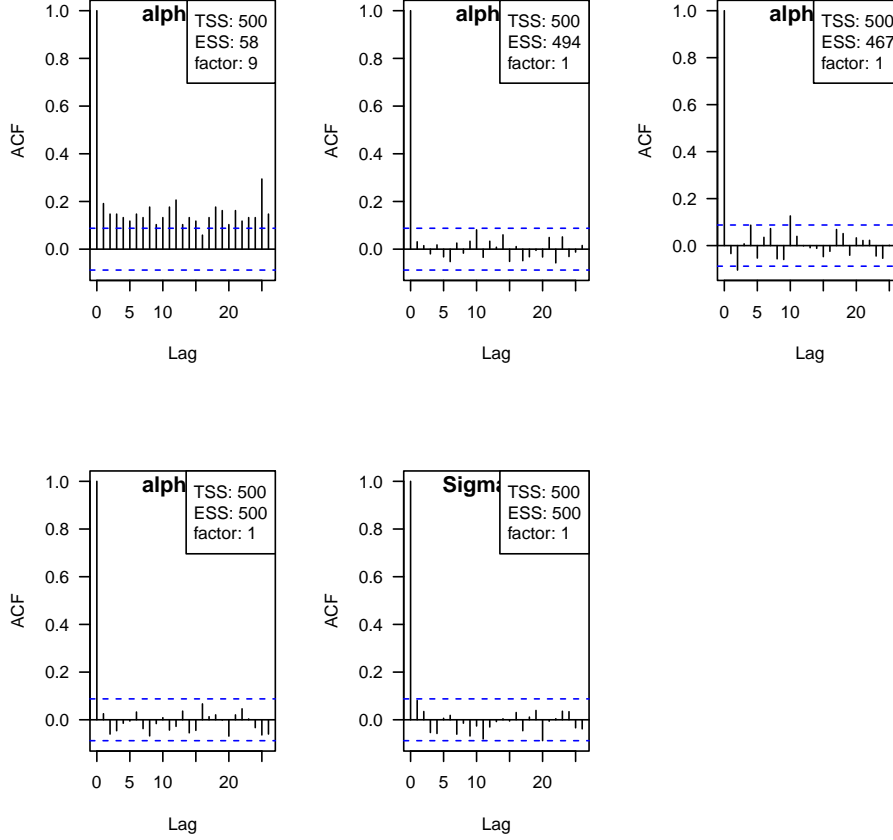 alph
TSS: 500
ESS: 58
factor: 9
1.0
0.8
0.6
0.4
0.2
0.0
ACF
0 5 10 20
Lag
alph
TSS: 500
ESS: 494
factor: 1
1.0
0.8
0.6
0.4
0.2
0.0
ACF
0 5 10 20
Lag
alph
TSS: 500
ESS: 467
factor: 1
1.0
0.8
0.6
0.4
0.2
0.0
ACF
0 5 10 20
Lag
alph
TSS: 500
ESS: 500
factor: 1
1.0
0.8
0.6
0.4
0.2
0.0
ACF
0 5 10 20
Lag
Sigma
TSS: 500
ESS: 500
factor: 1
1.0
0.8
0.6
0.4
0.2
0.0
ACF
0 5 10 20
Lag